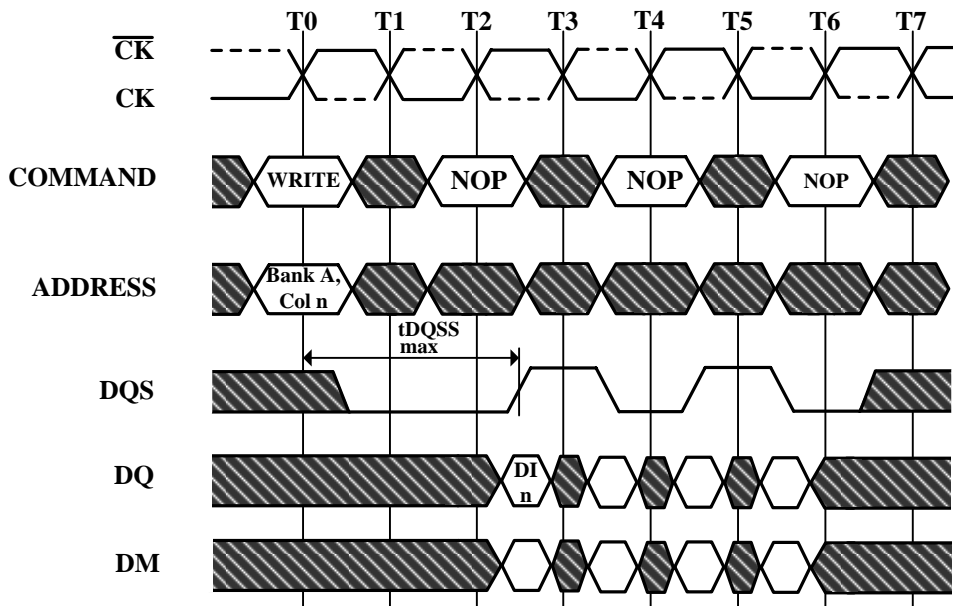 T0 T1 T2 T3 T4 T5 T6 T7
CK
CK
COMMAND
WRITE NOP NOP NOP
ADDRESS
Bank A,
Col n
tDQSS
max
DQS
DQ
DI
n
DM